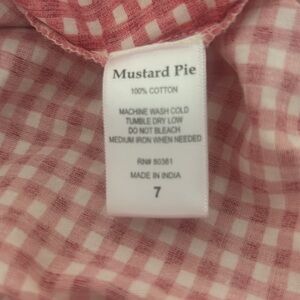 Mustard Pie
100% COTTON
MACHINE WASH COLD
TUMBLE DRY LOW
DO NOT BLEACH
MEDIUM IRON WHEN NEEDED
RN# 80381
MADE IN INDIA
7